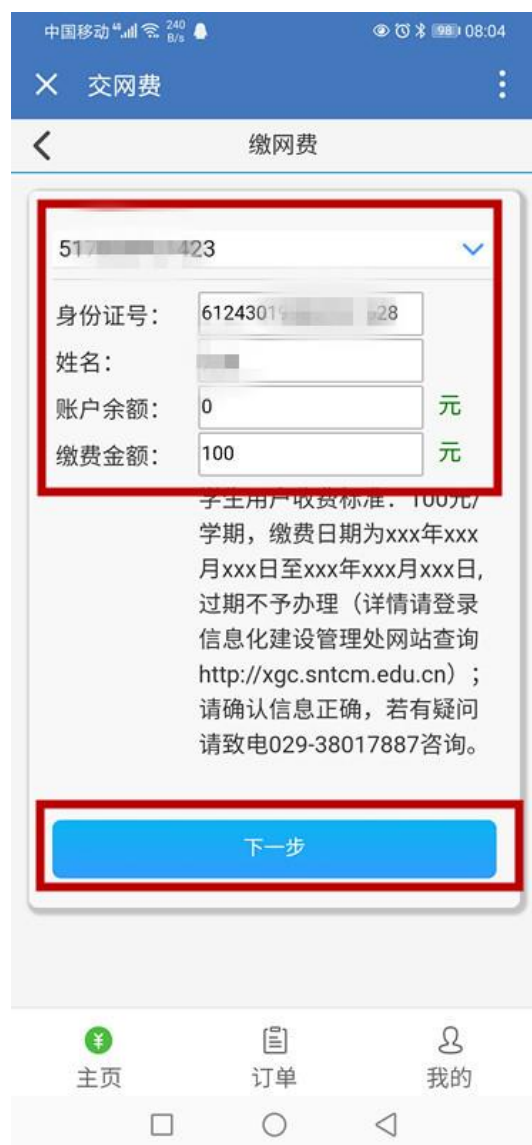 中国移动 46 240 B/s 98 08:04
交网费
缴网费
517 423
身份证号： 61243019 28
姓名：
账户余额： 0 元
缴费金额： 100 元
学生用户收费标准：100元/
学期，缴费日期为xxx年xxx
月xxx日至xxx年xxx月xxx日,
过期不予办理（详情请登录
信息化建设管理处网站查询
http://xgc.sntcm.edu.cn）；
请确认信息正确，若有疑问
请致电029-38017887咨询。
下一步
主页 订单 我的